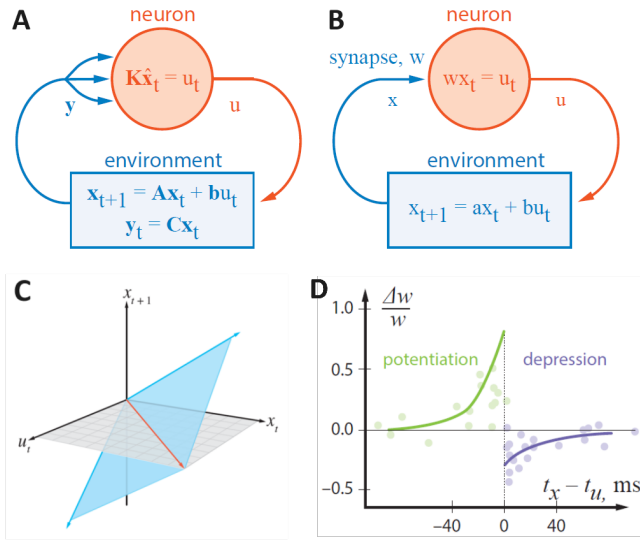 A
neuron
K𝐱̂ₜ = uₜ
y
u
environment
xₜ₊₁ = Axₜ + buₜ
yₜ = Cxₜ
B
neuron
synapse, w
wxₜ = uₜ
x
u
environment
xₜ₊₁ = axₜ + buₜ
C
xₜ₊₁
uₜ
xₜ
D
Δw
w
1.0
0.5
0.0
−0.5
potentiation
depression
tₓ − tᵤ, ms
−40
0
40